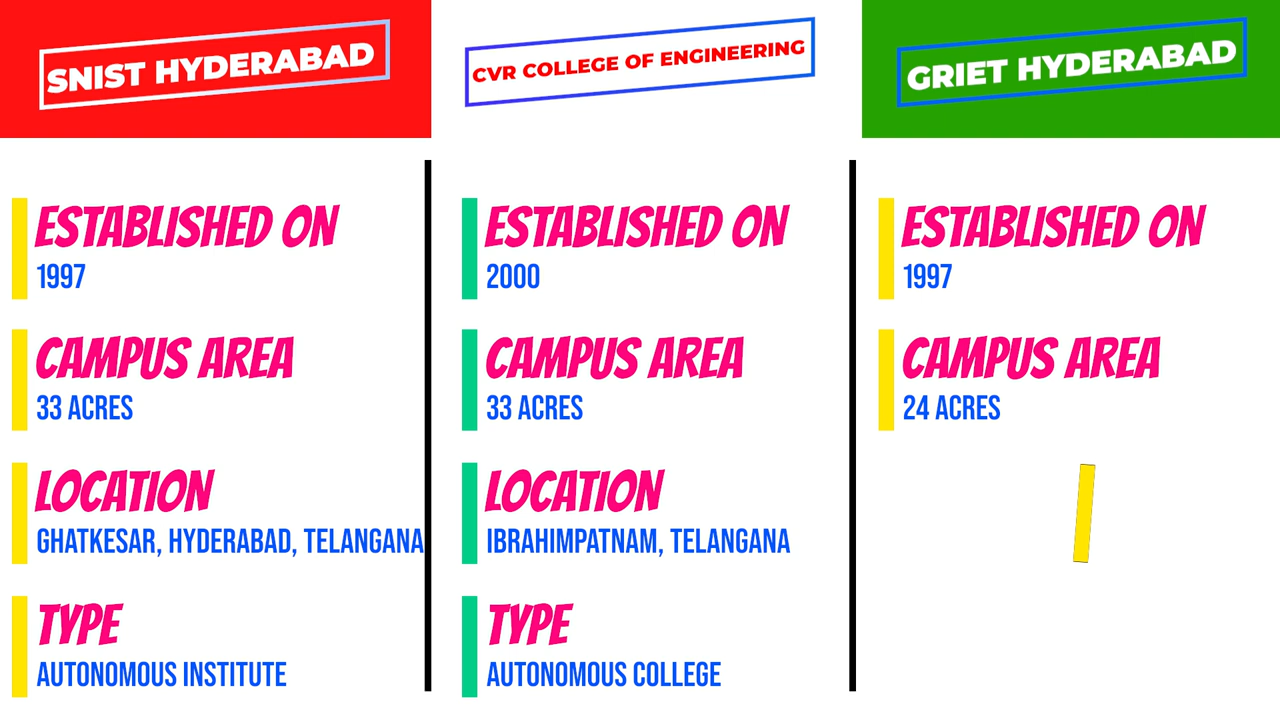 SNIST HYDERABAD
ESTABLISHED ON
1997
CAMPUS AREA
33 ACRES
LOCATION
GHATKESAR, HYDERABAD, TELANGANA
TYPE
AUTONOMOUS INSTITUTE
CVR COLLEGE OF ENGINEERING
ESTABLISHED ON
2000
CAMPUS AREA
33 ACRES
LOCATION
IBRAHIMPATNAM, TELANGANA
TYPE
AUTONOMOUS COLLEGE
GRIET HYDERABAD
ESTABLISHED ON
1997
CAMPUS AREA
24 ACRES